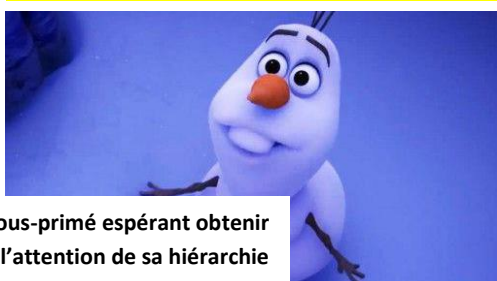 ous-primé espérant obtenir
l’attention de sa hiérarchie